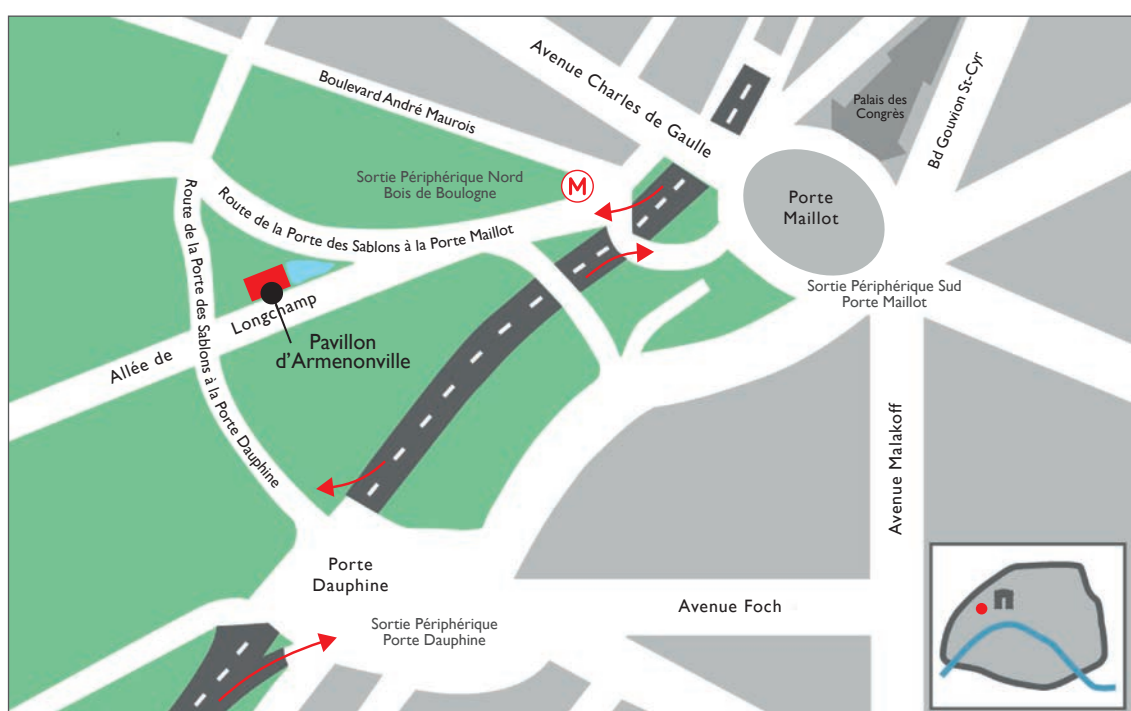 Avenue Charles de Gaulle
Boulevard André Maurois
Palais des
Congrès
Bd Gouvion St-Cyr
Sortie Périphérique Nord
Bois de Boulogne
M
Porte
Maillot
Route de la Porte des Sablons à la Porte Maillot
Route de la Porte des Sablons à la Porte Dauphine
Sortie Périphérique Sud
Porte Maillot
Allée de Longchamp
Pavillon
d'Armenonville
Avenue Malakoff
Porte
Dauphine
Avenue Foch
Sortie Périphérique
Porte Dauphine